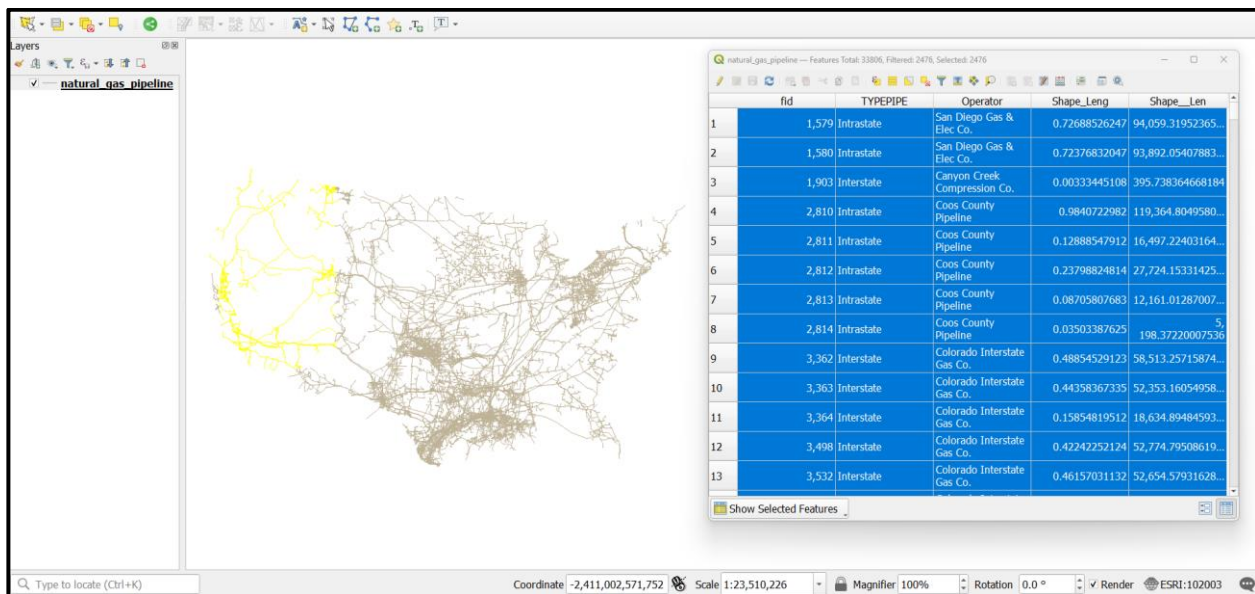 Layers
natural_gas_pipeline
natural_gas_pipeline — Features Total: 33806, Filtered: 2476, Selected: 2476
fid TYPEPIPE Operator Shape_Leng Shape__Len
1 1,579 Intrastate San Diego Gas & Elec Co. 0.72688526247 94,059.31952365...
2 1,580 Intrastate San Diego Gas & Elec Co. 0.72376832047 93,892.05407883...
3 1,903 Interstate Canyon Creek Compression Co. 0.00333445108 395.738364668184
4 2,810 Intrastate Coos County Pipeline 0.9840722982 119,364.8049580...
5 2,811 Intrastate Coos County Pipeline 0.12888547912 16,497.22403164...
6 2,812 Intrastate Coos County Pipeline 0.23798824814 27,724.15331425...
7 2,813 Intrastate Coos County Pipeline 0.08705807683 12,161.01287007...
8 2,814 Intrastate Coos County Pipeline 0.03503387625 5, 198.37220007536
9 3,362 Interstate Colorado Interstate Gas Co. 0.48854529123 58,513.25715874...
10 3,363 Interstate Colorado Interstate Gas Co. 0.44358367335 52,353.16054958...
11 3,364 Interstate Colorado Interstate Gas Co. 0.15854819512 18,634.89484593...
12 3,498 Interstate Colorado Interstate Gas Co. 0.42242252124 52,774.79508619...
13 3,532 Interstate Colorado Interstate Gas Co. 0.46157031132 52,654.57931628...
Show Selected Features
Type to locate (Ctrl+K) Coordinate -2,411,002,571,752 Scale 1:23,510,226 Magnifier 100% Rotation 0.0 ° Render ESRI:102003